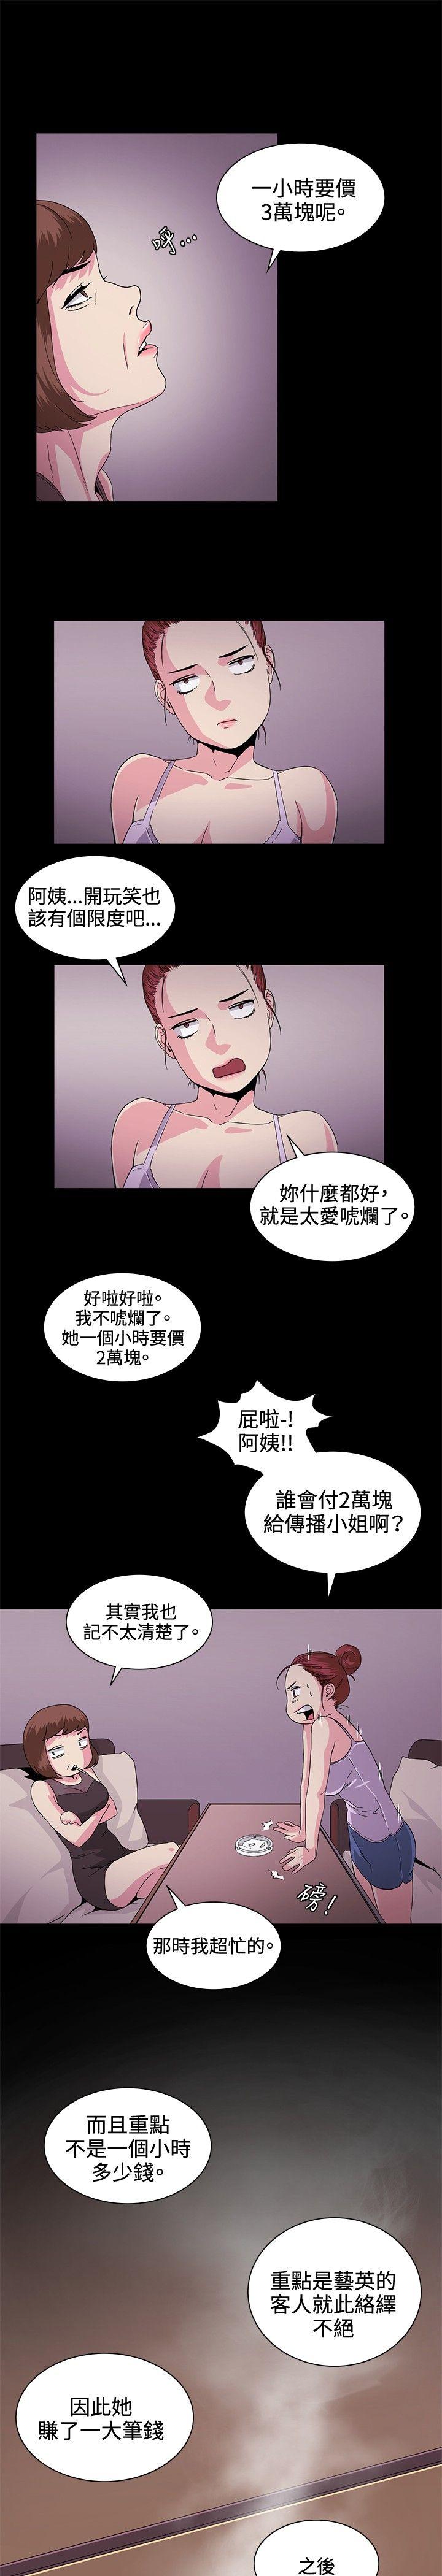 一小時要價
3萬塊呢。
呼...
阿姨...開玩笑也
該有個限度吧...
妳什麼都好，
就是太愛唬爛了。
好啦好啦。
我不唬爛了。
她一個小時要價
2萬塊。
屁啦-!
阿姨!!
誰會付2萬塊
給傳播小姐啊？
其實我也
記不太清楚了。
磅!
那時我超忙的。
而且重點
不是一個小時
多少錢。
重點是藝英的
客人就此絡繹
不絕
因此她
賺了一大筆錢
之後